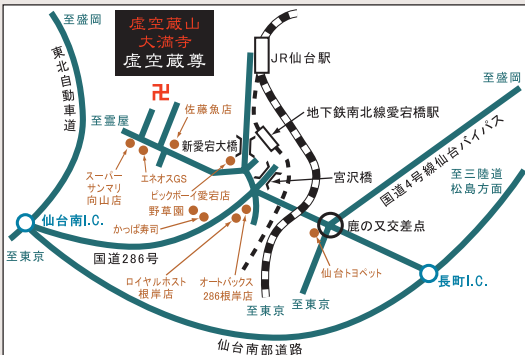 虚空蔵山
大満寺
虚空蔵尊
卍
至盛岡
東北自動車道
JR仙台駅
至盛岡
佐藤魚店
至霊屋
新愛宕大橋
地下鉄南北線愛宕橋駅
国道4号線仙台バイパス
スーパー
サンマリ
向山店
エネオスGS
ビックボーイ愛宕店
宮沢橋
至三陸道
松島方面
野草園
かっぱ寿司
仙台南I.C.
鹿の又交差点
至東京
国道286号
ロイヤルホスト
根岸店
オートバックス
286根岸店
仙台トヨペット
長町I.C.
至東京
至東京
仙台南部道路